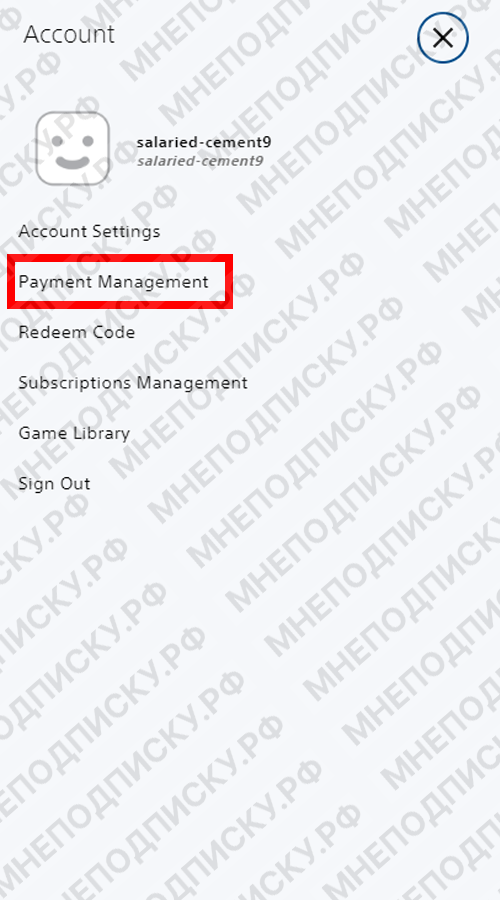 Account
salaried-cement9
salaried-cement9
Account Settings
Payment Management
Redeem Code
Subscriptions Management
Game Library
Sign Out
МНЕПОДПИСКУ.РФ